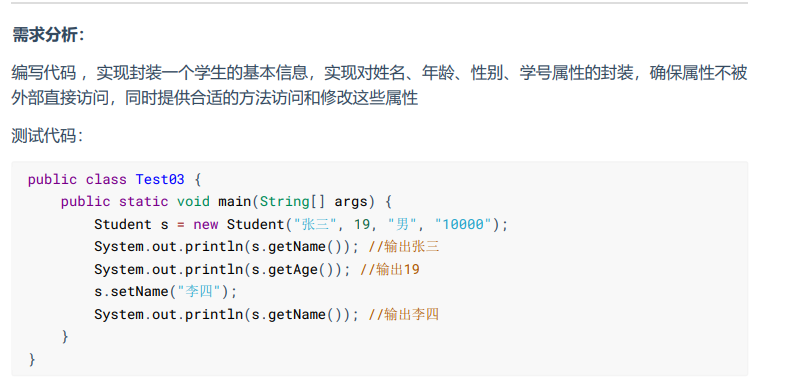 需求分析：
编写代码 ，实现封装一个学生的基本信息，实现对姓名、年龄、性别、学号属性的封装，确保属性不被
外部直接访问，同时提供合适的方法访问和修改这些属性
测试代码：
public class Test03 {
    public static void main(String[] args) {
        Student s = new Student("张三", 19, "男", "10000");
        System.out.println(s.getName()); //输出张三
        System.out.println(s.getAge()); //输出19
        s.setName("李四");
        System.out.println(s.getName()); //输出李四
    }
}